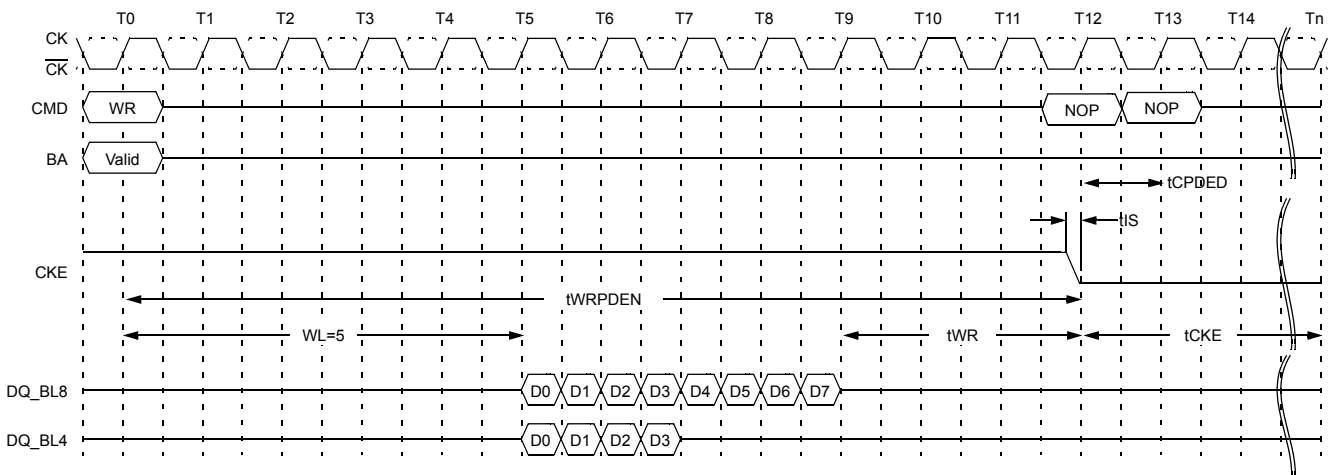 T0 T1 T2 T3 T4 T5 T6 T7 T8 T9 T10 T11 T12 T13 T14 Tn
CK
CK
CMD WR NOP NOP
BA Valid
tCPDED
tIS
CKE
tWRPDEN
WL=5 tWR tCKE
DQ_BL8 D0 D1 D2 D3 D4 D5 D6 D7
DQ_BL4 D0 D1 D2 D3